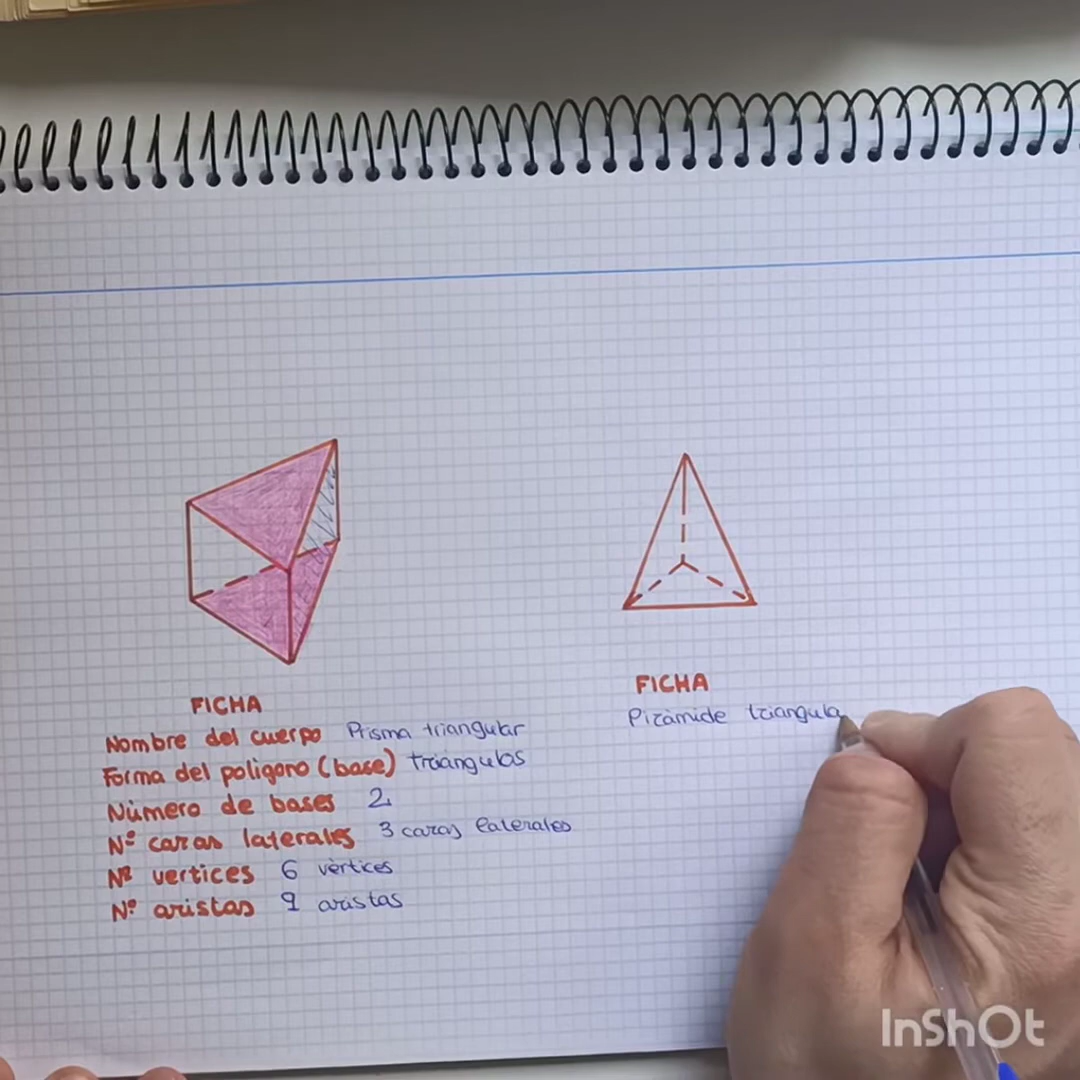 FICHA
Nombre del cuerpo Prisma triangular
Forma del poligono (base) triángulos
Número de bases 2
Nº caras laterales 3 caras laterales
Nº vertices 6 vértices
Nº aristas 9 aristas
FICHA
Pirámide triangula
InShOt